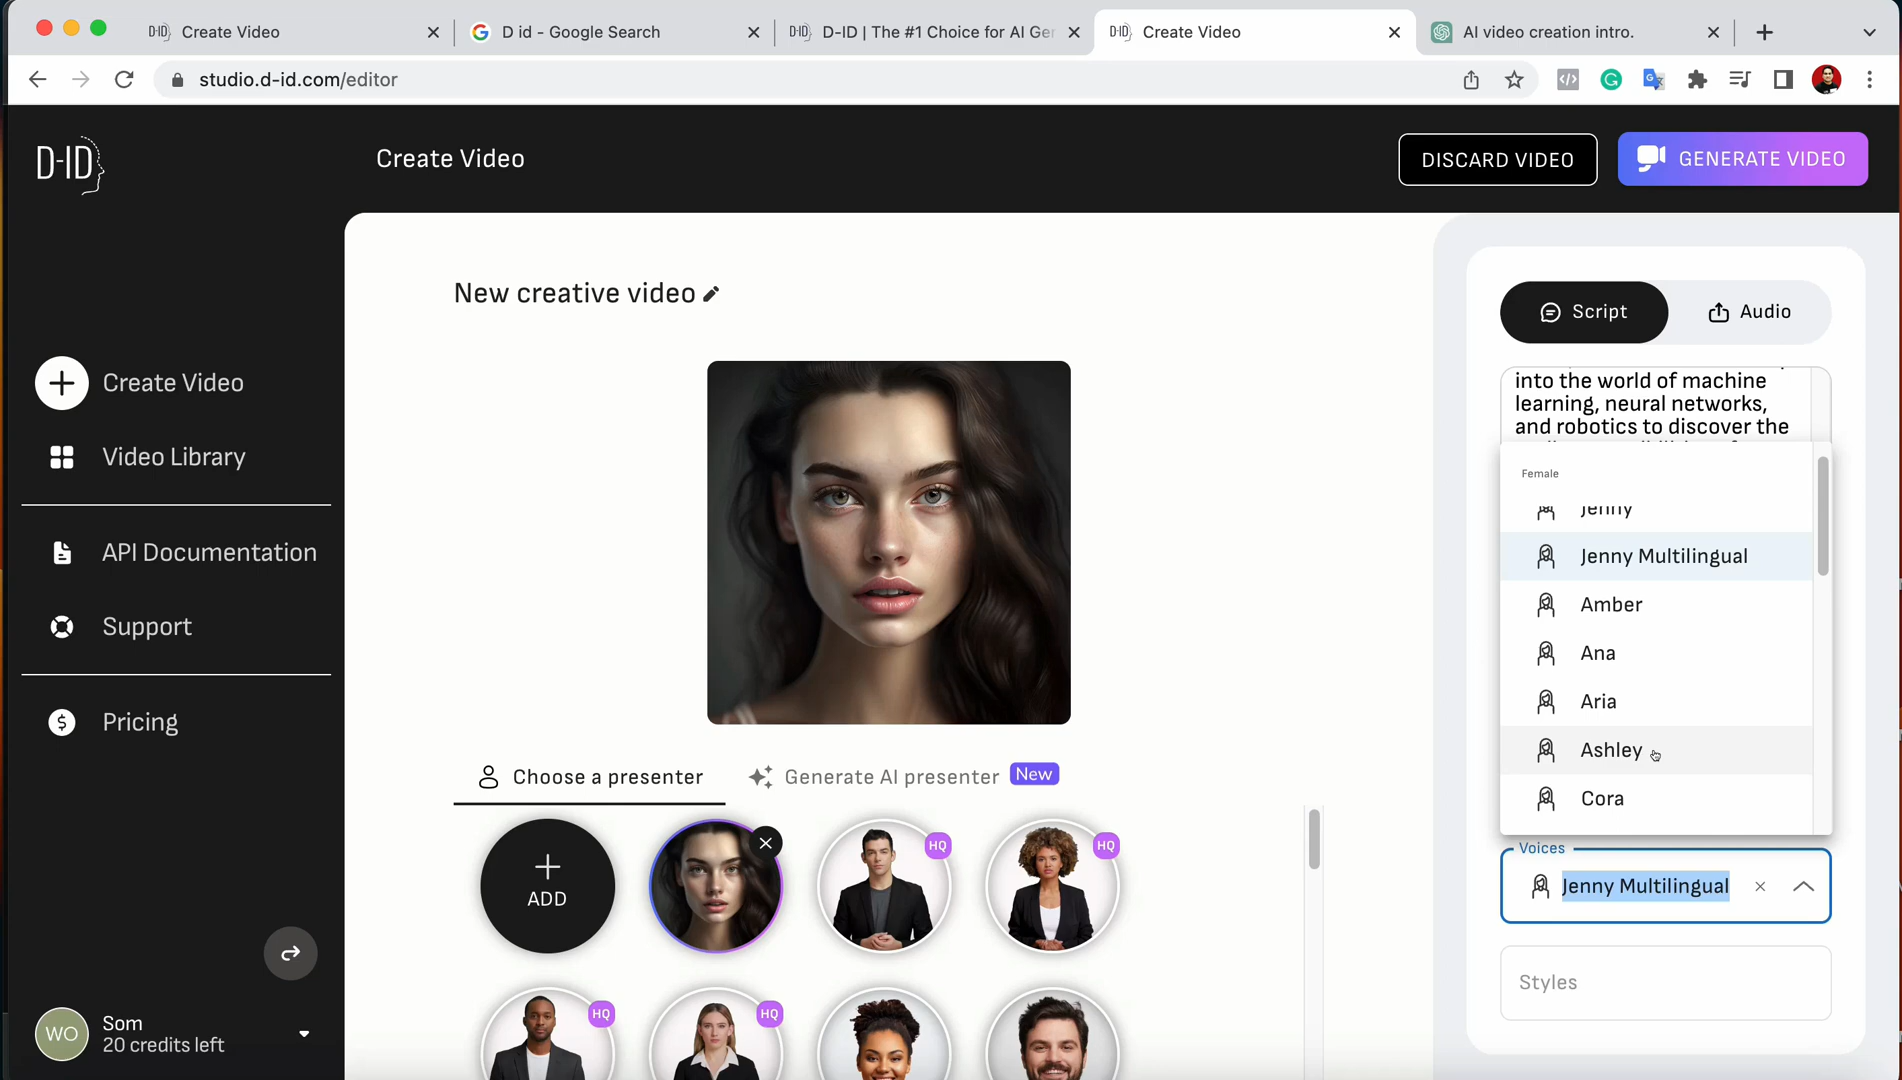 Create Video
D id - Google Search
D-ID | The #1 Choice for AI Ger
Create Video
AI video creation intro.
studio.d-id.com/editor
D-ID
Create Video
DISCARD VIDEO
GENERATE VIDEO
New creative video
Script
Audio
into the world of machine
learning, neural networks,
and robotics to discover the
Female
Jenny
Jenny Multilingual
Amber
Ana
Aria
Ashley
Cora
Voices
Jenny Multilingual
Styles
Create Video
Video Library
API Documentation
Support
Pricing
Choose a presenter
Generate AI presenter New
ADD
HQ
HQ
HQ
HQ
WO
Som
20 credits left